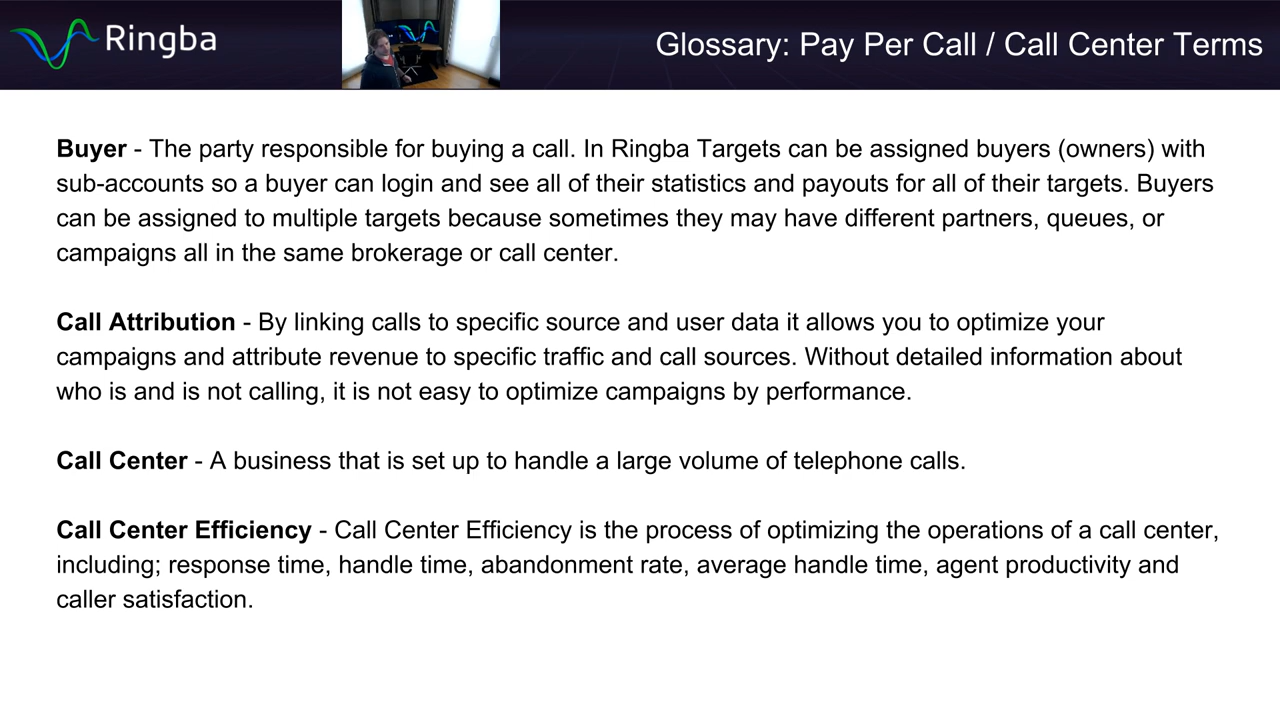 Ringba
Glossary: Pay Per Call / Call Center Terms
Buyer - The party responsible for buying a call. In Ringba Targets can be assigned buyers (owners) with
sub-accounts so a buyer can login and see all of their statistics and payouts for all of their targets. Buyers
can be assigned to multiple targets because sometimes they may have different partners, queues, or
campaigns all in the same brokerage or call center.
Call Attribution - By linking calls to specific source and user data it allows you to optimize your
campaigns and attribute revenue to specific traffic and call sources. Without detailed information about
who is and is not calling, it is not easy to optimize campaigns by performance.
Call Center - A business that is set up to handle a large volume of telephone calls.
Call Center Efficiency - Call Center Efficiency is the process of optimizing the operations of a call center,
including; response time, handle time, abandonment rate, average handle time, agent productivity and
caller satisfaction.